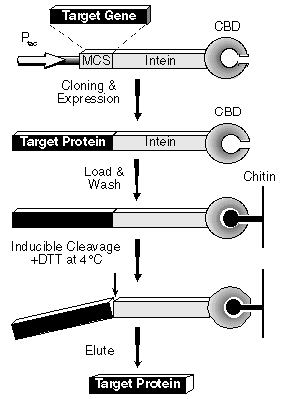 Target Gene
CBD
Ptac
MCS
Intein
Cloning &
Expression
CBD
Target Protein
Intein
Load &
Wash
Chitin
Inducible Cleavage
+DTT at 4°C
Elute
Target Protein